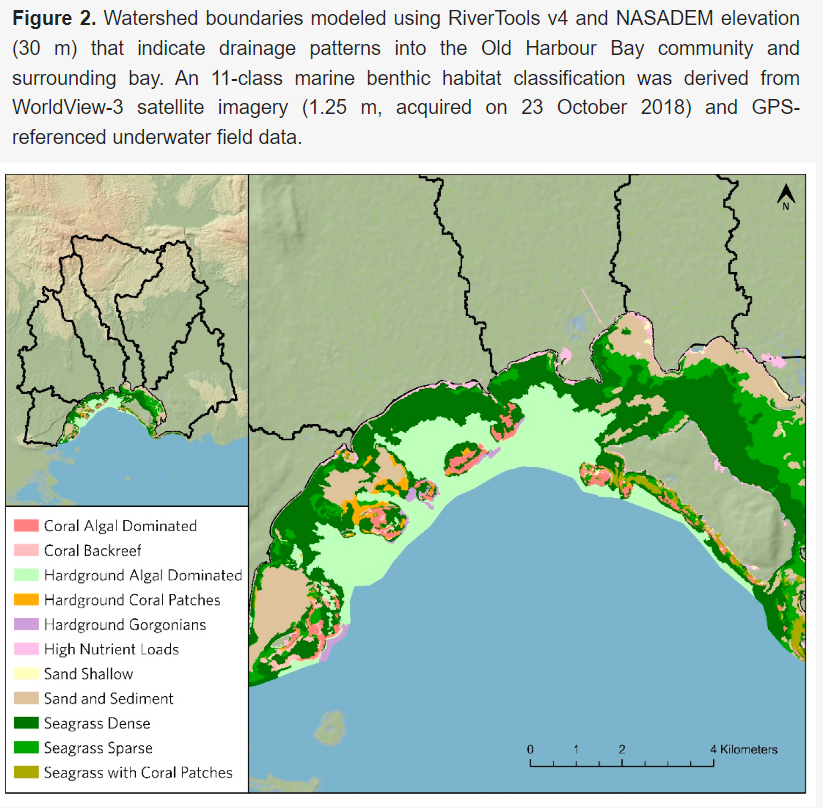 Figure 2. Watershed boundaries modeled using RiverTools v4 and NASADEM elevation
(30 m) that indicate drainage patterns into the Old Harbour Bay community and
surrounding bay. An 11-class marine benthic habitat classification was derived from
WorldView-3 satellite imagery (1.25 m, acquired on 23 October 2018) and GPS-
referenced underwater field data.
N
Coral Algal Dominated
Coral Backreef
Hardground Algal Dominated
Hardground Coral Patches
Hardground Gorgonians
High Nutrient Loads
Sand Shallow
Sand and Sediment
Seagrass Dense
Seagrass Sparse
Seagrass with Coral Patches
0 1 2 4 Kilometers